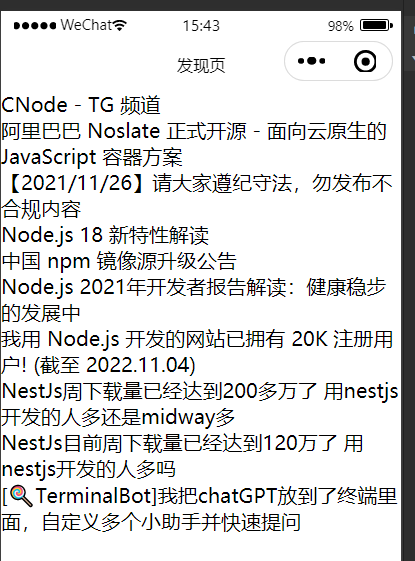 WeChat 15:43 98%
发现页
CNode - TG 频道
阿里巴巴 Noslate 正式开源 - 面向云原生的
JavaScript 容器方案
【2021/11/26】请大家遵纪守法，勿发布不
合规内容
Node.js 18 新特性解读
中国 npm 镜像源升级公告
Node.js 2021年开发者报告解读：健康稳步
的发展中
我用 Node.js 开发的网站已拥有 20K 注册用
户! (截至 2022.11.04)
NestJs周下载量已经达到200多万了 用nestjs
开发的人多还是midway多
NestJs目前周下载量已经达到120万了 用
nestjs开发的人多吗
[🍭TerminalBot]我把chatGPT放到了终端里
面，自定义多个小助手并快速提问